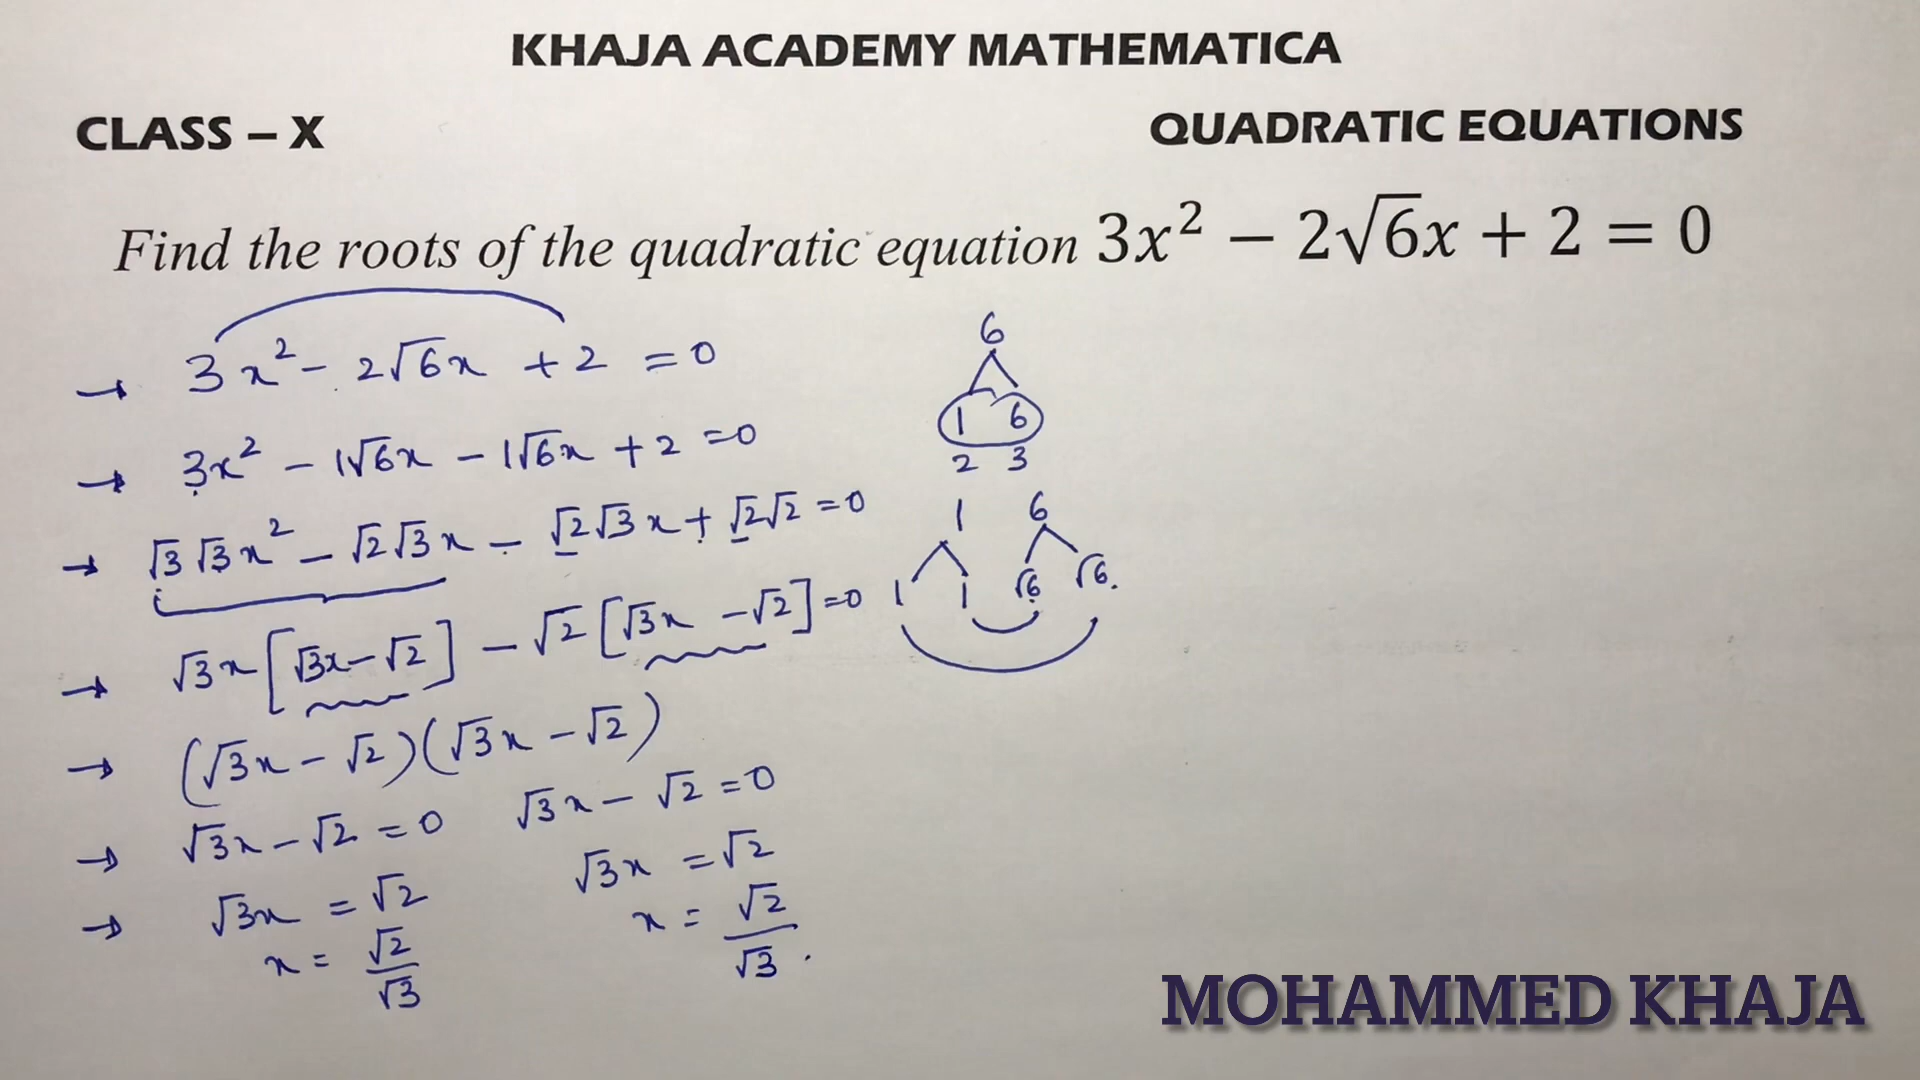 KHAJA ACADEMY MATHEMATICA
CLASS – X QUADRATIC EQUATIONS
Find the roots of the quadratic equation 3x² − 2√6x + 2 = 0
→ 3x² - 2√6x + 2 = 0
→ 3x² - 1√6x - 1√6x + 2 = 0
→ √3 √3x² - √2√3x - √2√3x + √2√2 = 0
→ √3x [√3x - √2] - √2 [√3x - √2] = 0
→ (√3x - √2)(√3x - √2)
→ √3x - √2 = 0 √3x - √2 = 0
→ √3x = √2 √3x = √2
x = √2/√3 x = √2/√3.
6
1 6
2 3
1 6
1 1 √6 √6.
MOHAMMED KHAJA